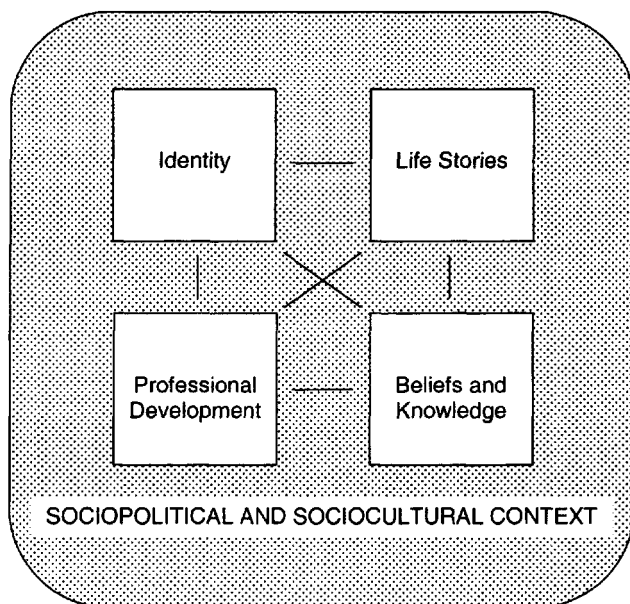 Identity
Life Stories
Professional
Development
Beliefs and
Knowledge
SOCIOPOLITICAL AND SOCIOCULTURAL CONTEXT